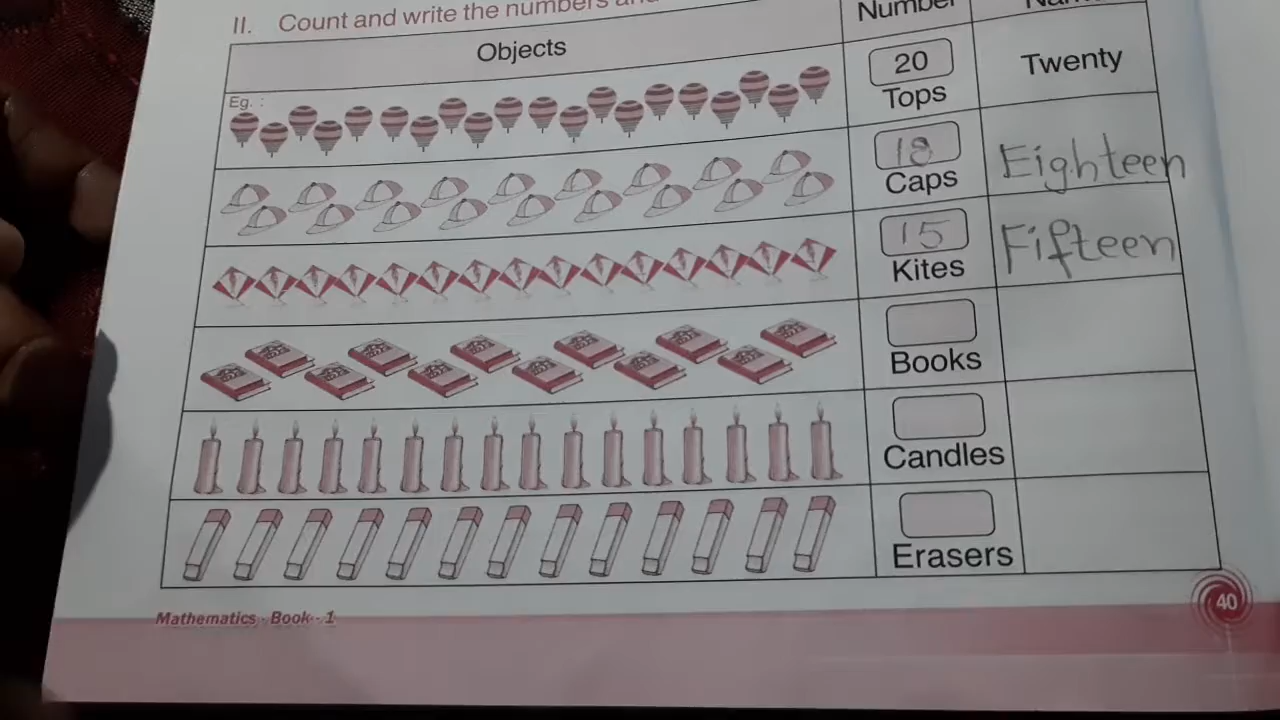 II. Count and write the numbers
Objects
Number
Eg. :
20
Tops
Twenty
18
Caps
Eighteen
15
Kites
Fifteen
Books
Candles
Erasers
Mathematics - Book - 1
40